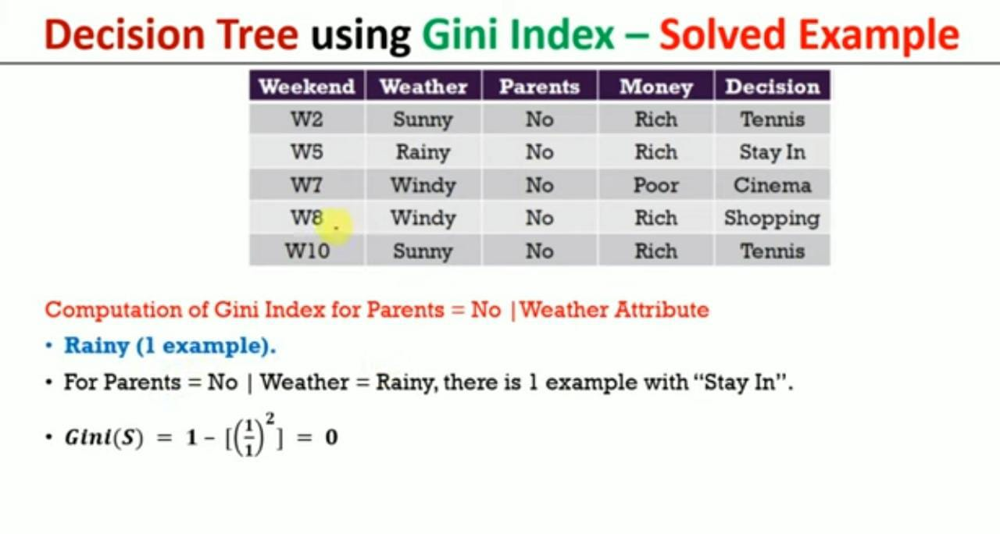 Decision Tree using Gini Index – Solved Example
Weekend Weather Parents Money Decision
W2 Sunny No Rich Tennis
W5 Rainy No Rich Stay In
W7 Windy No Poor Cinema
W8 Windy No Rich Shopping
W10 Sunny No Rich Tennis
Computation of Gini Index for Parents = No | Weather Attribute
• Rainy (1 example).
• For Parents = No | Weather = Rainy, there is 1 example with “Stay In”.
• Gini(S) = 1 – [(1/1)²] = 0